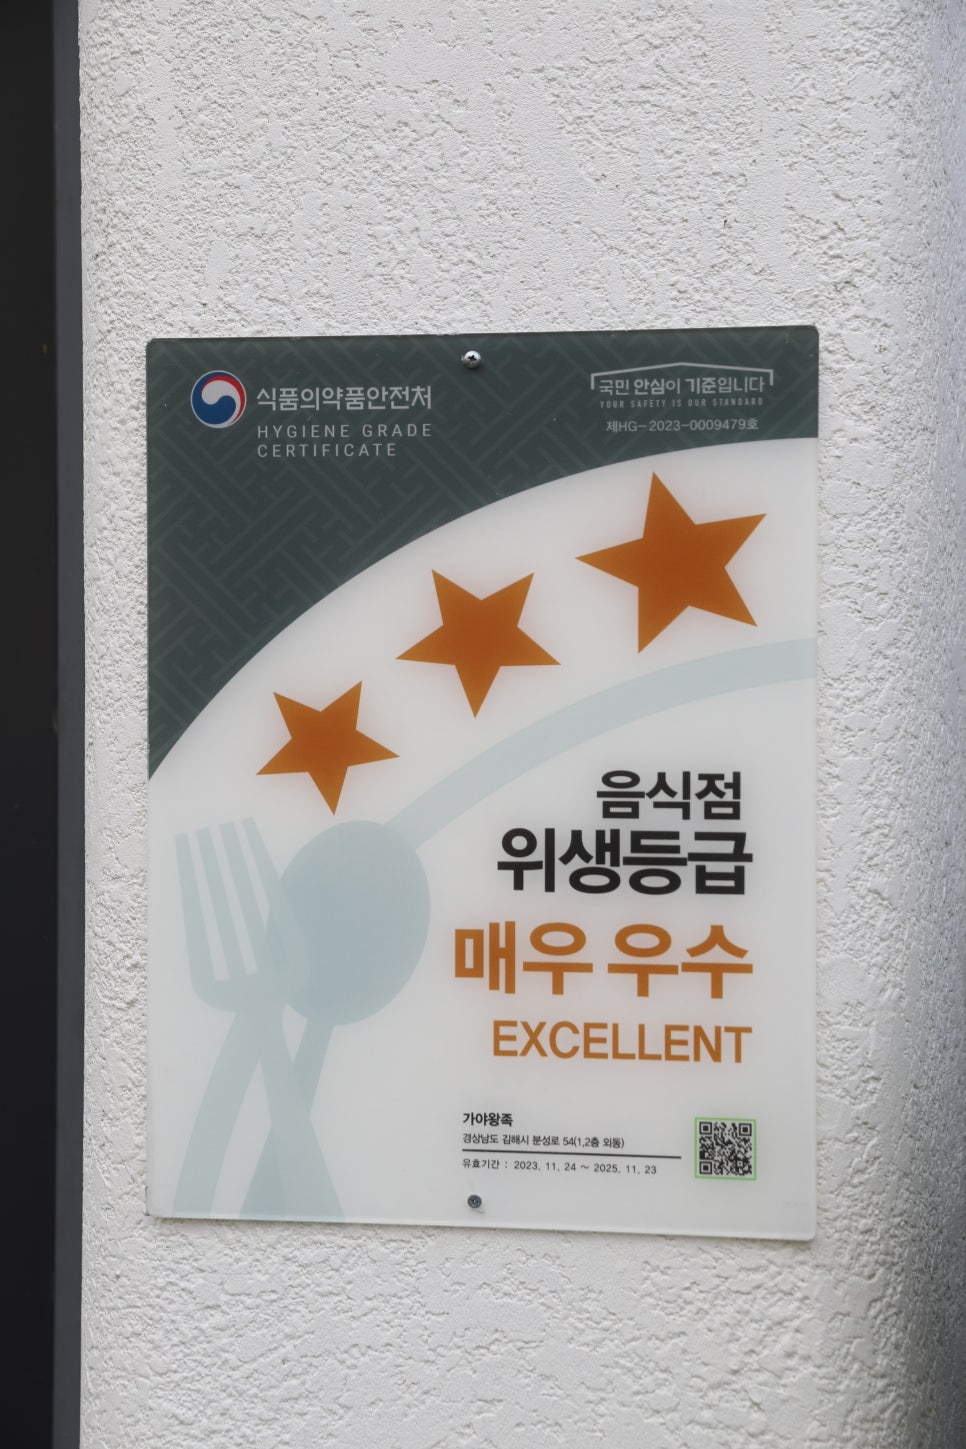 식품의약품안전처
HYGIENE GRADE
CERTIFICATE
국민 안심이 기준입니다
YOUR SAFETY IS OUR STANDARD
제HG-2023-0009479호
음식점
위생등급
매우 우수
EXCELLENT
가야왕족
경상남도 김해시 분성로 54(1,2층 외동)
유효기간 : 2023. 11. 24 ~ 2025. 11. 23